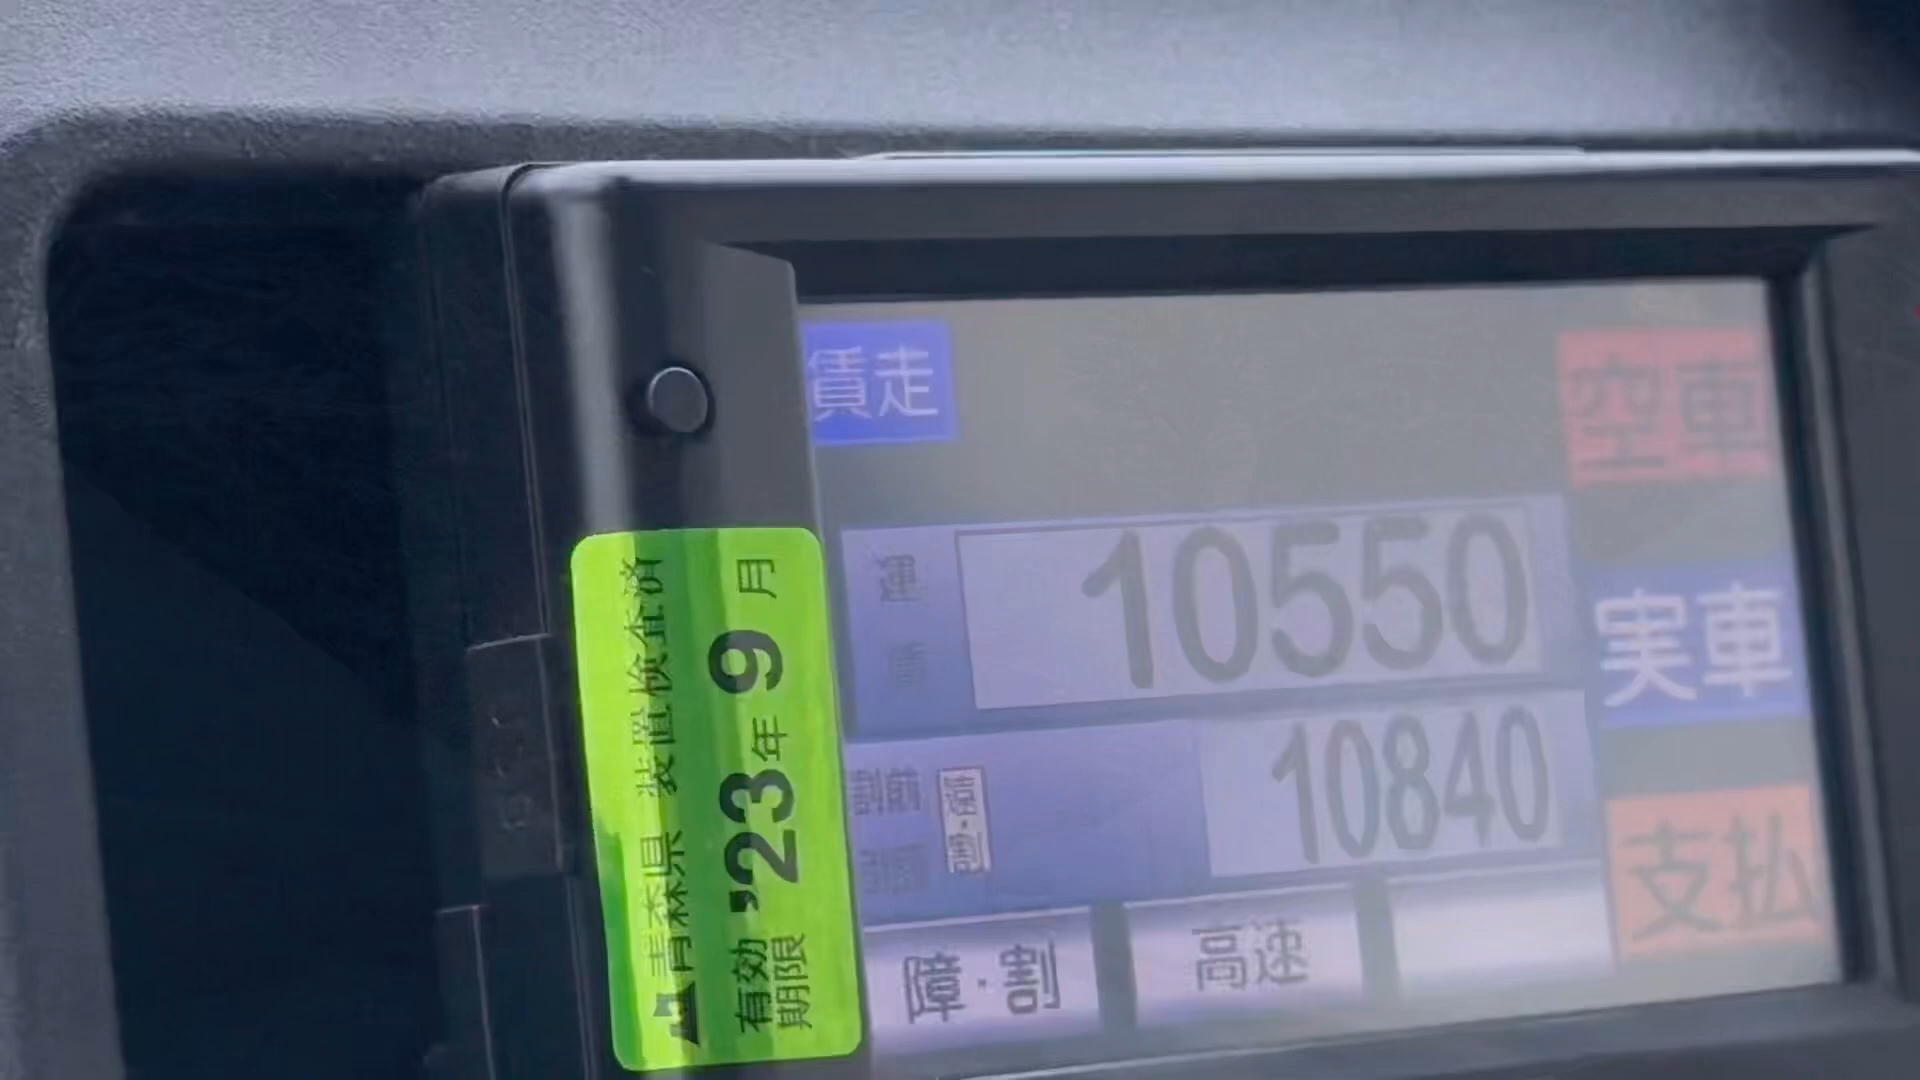 賃走
空車
運賃
10550
実車
割前
10840
障・割
高速
支払
青森県 装置検査済
有効期限 '23年9月